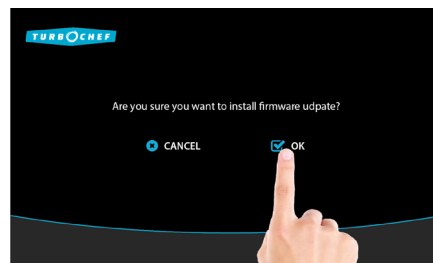 TURBOCHEF
Are you sure you want to install firmware udpate?
CANCEL
OK